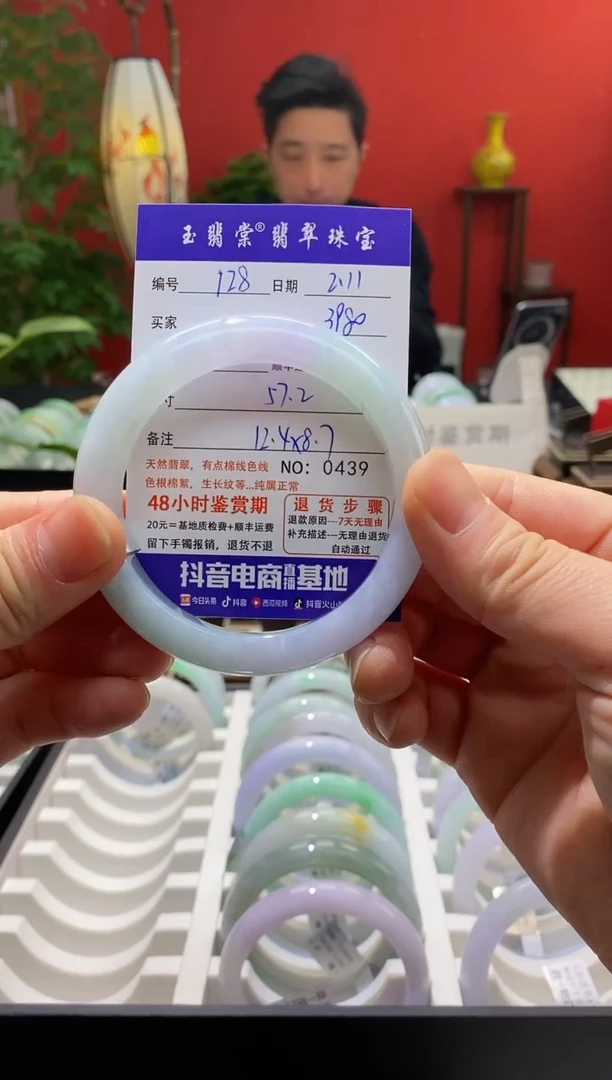 玉翡棠®翡翠珠宝
编号 128 日期 2.11
买家 3980
顺丰
寸 57.2
备注 12.4x8.7
天然翡翠，有点棉线色线 NO: 0439
色根棉絮，生长纹等...纯属正常
48小时鉴赏期
20元=基地质检费+顺丰运费
留下手镯报销，退货不退
退货步骤
退款原因---7天无理由
补充描述---无理由退货
自动通过
抖音电商直播基地
今日头条 抖音 西瓜视频 抖音火山
鉴赏期